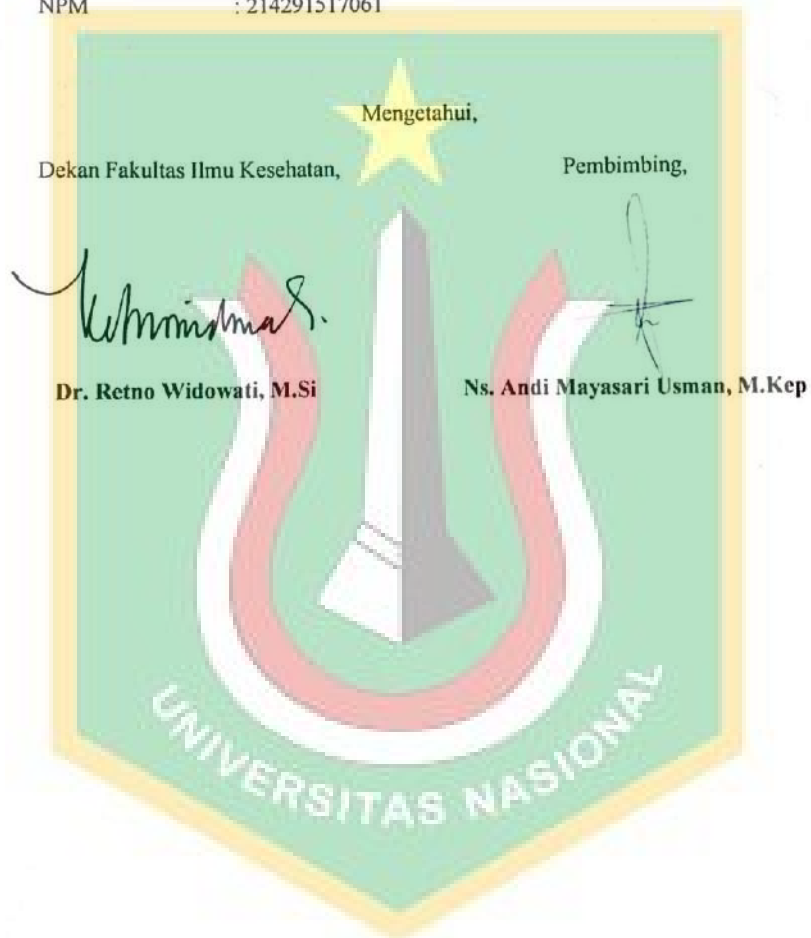 NPM : 214291517061
Mengetahui,
Dekan Fakultas Ilmu Kesehatan,
Pembimbing,
Dr. Retno Widowati, M.Si
Ns. Andi Mayasari Usman, M.Kep
UNIVERSITAS NASIONAL